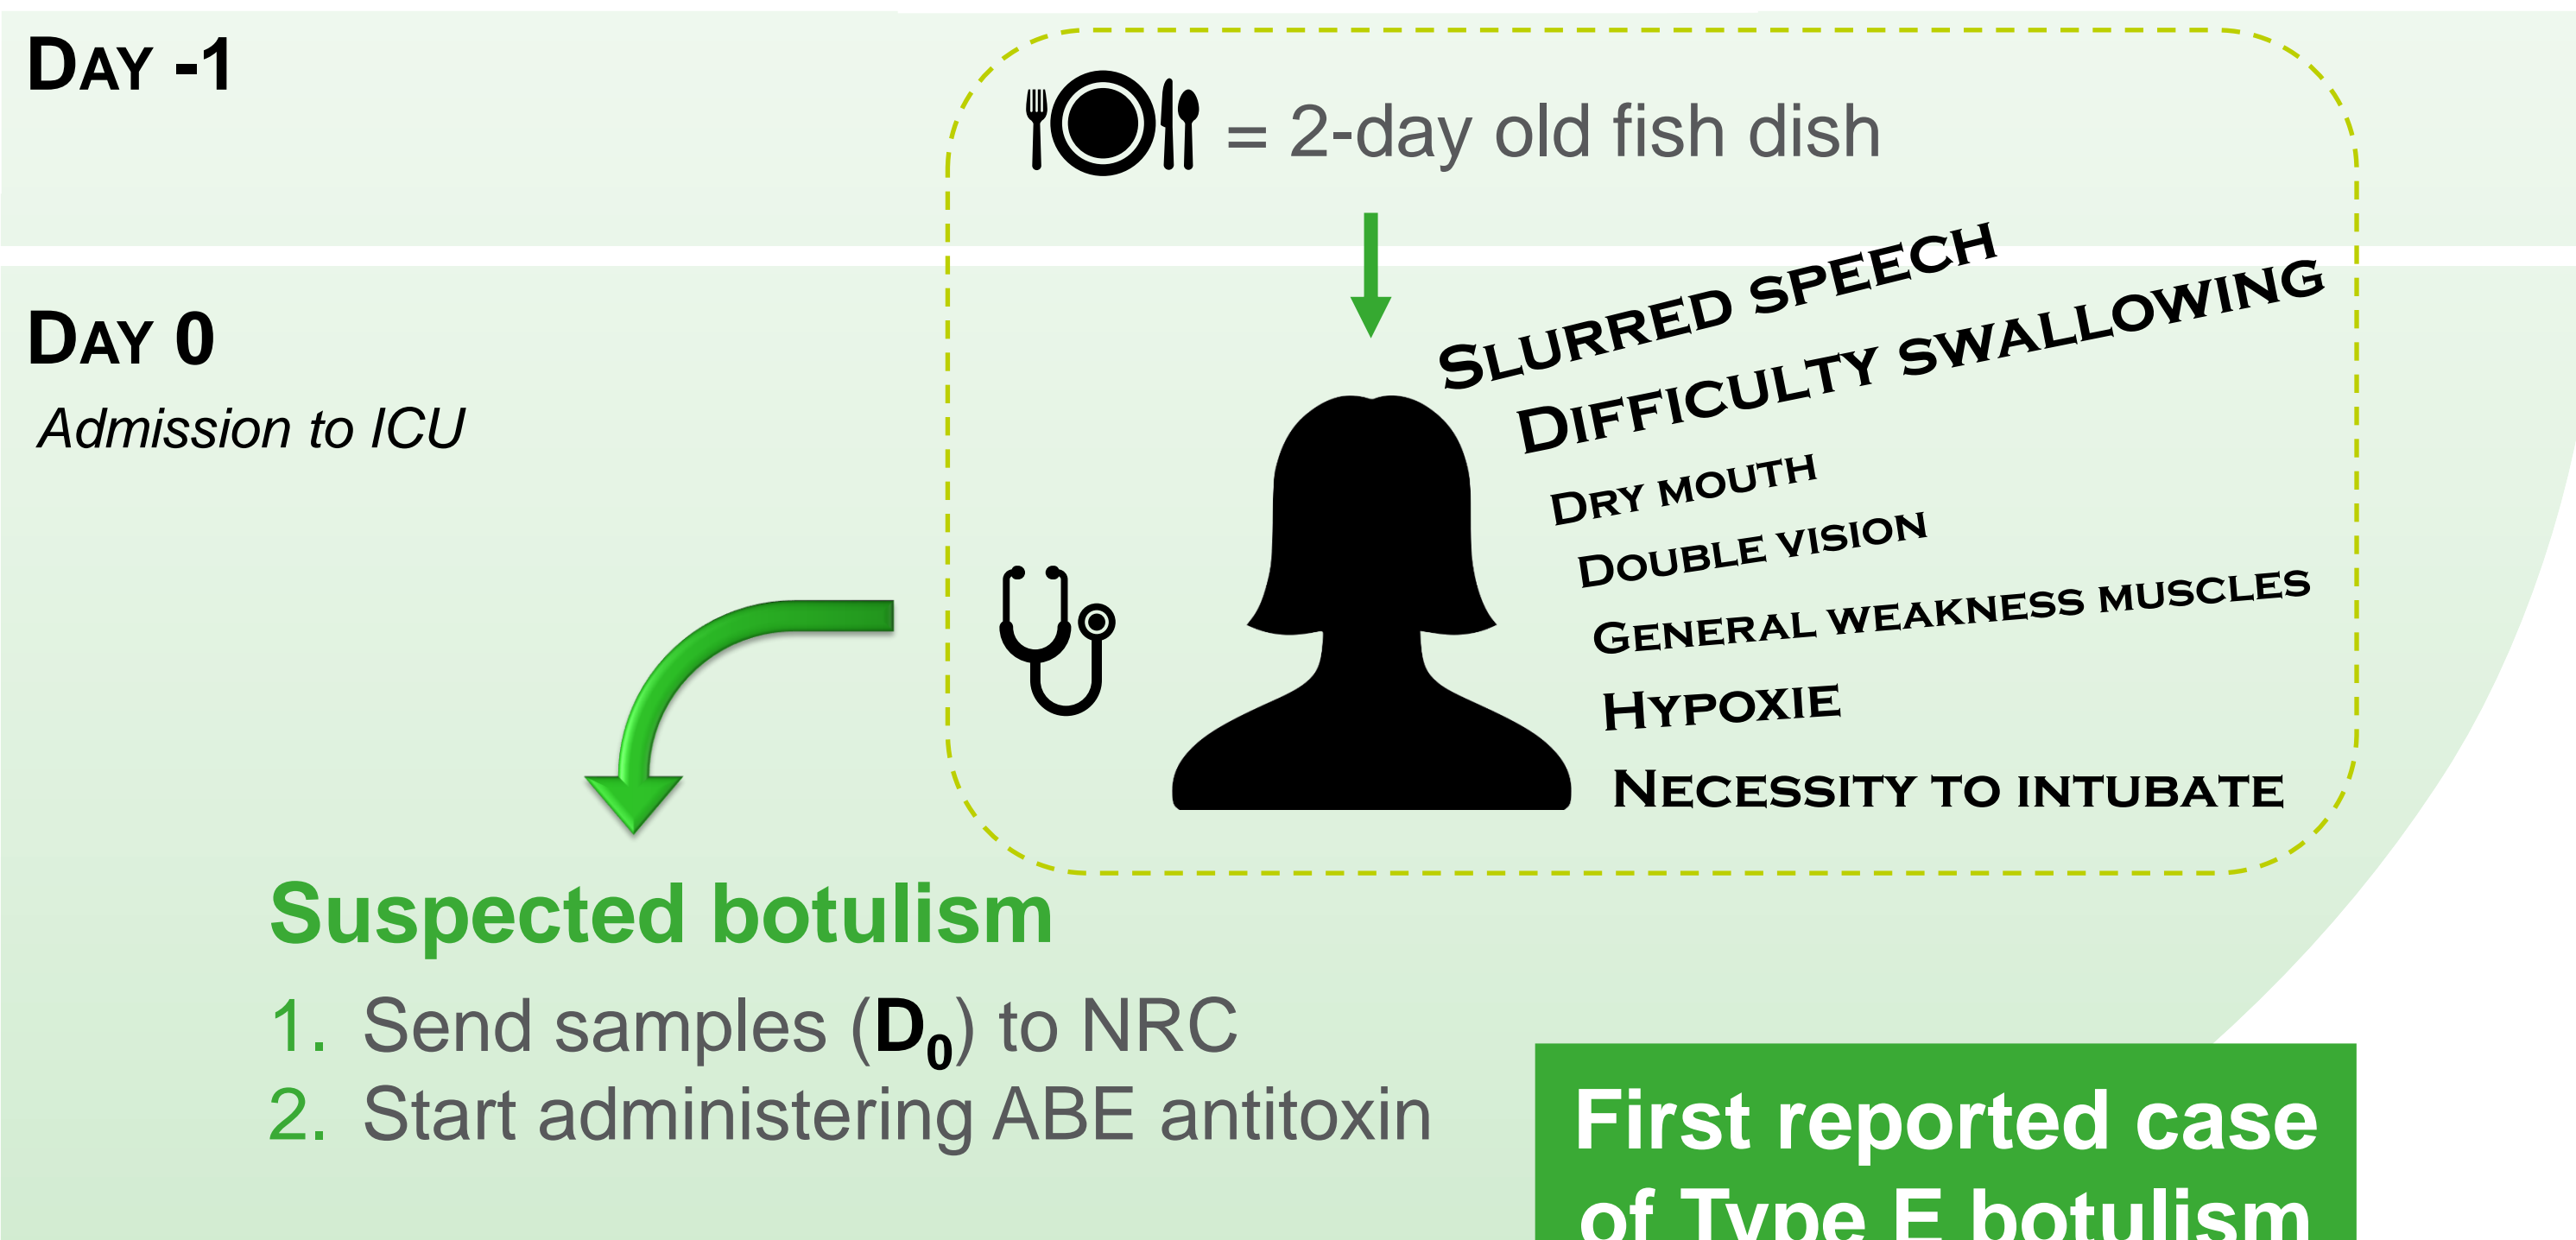 DAY -1
= 2-day old fish dish
DAY 0
Admission to ICU
SLURRED SPEECH
DIFFICULTY SWALLOWING
DRY MOUTH
DOUBLE VISION
GENERAL WEAKNESS MUSCLES
HYPOXIE
NECESSITY TO INTUBATE
Suspected botulism
1. Send samples (D₀) to NRC
2. Start administering ABE antitoxin
First reported case
of Type E botulism